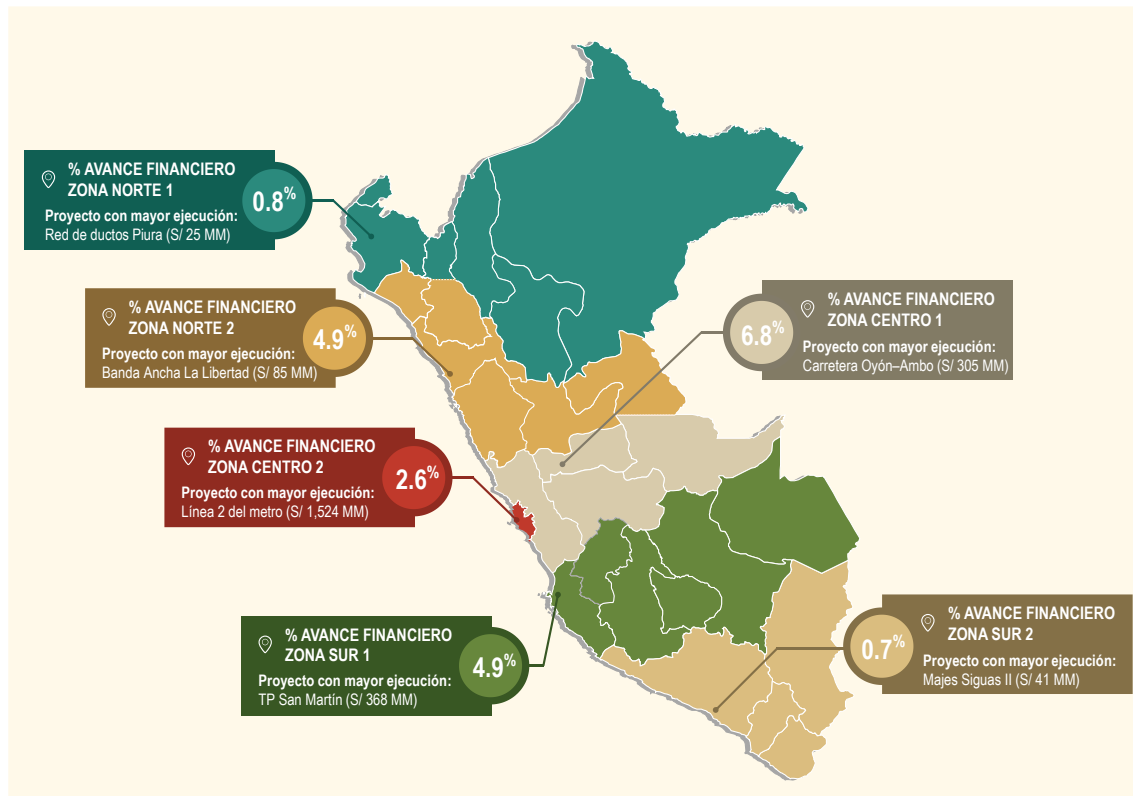 % AVANCE FINANCIERO
ZONA NORTE 1
0.8%
Proyecto con mayor ejecución:
Red de ductos Piura (S/ 25 MM)
% AVANCE FINANCIERO
ZONA NORTE 2
4.9%
Proyecto con mayor ejecución:
Banda Ancha La Libertad (S/ 85 MM)
% AVANCE FINANCIERO
ZONA CENTRO 1
6.8%
Proyecto con mayor ejecución:
Carretera Oyón–Ambo (S/ 305 MM)
% AVANCE FINANCIERO
ZONA CENTRO 2
2.6%
Proyecto con mayor ejecución:
Línea 2 del metro (S/ 1,524 MM)
% AVANCE FINANCIERO
ZONA SUR 1
4.9%
Proyecto con mayor ejecución:
TP San Martín (S/ 368 MM)
% AVANCE FINANCIERO
ZONA SUR 2
0.7%
Proyecto con mayor ejecución:
Majes Siguas II (S/ 41 MM)